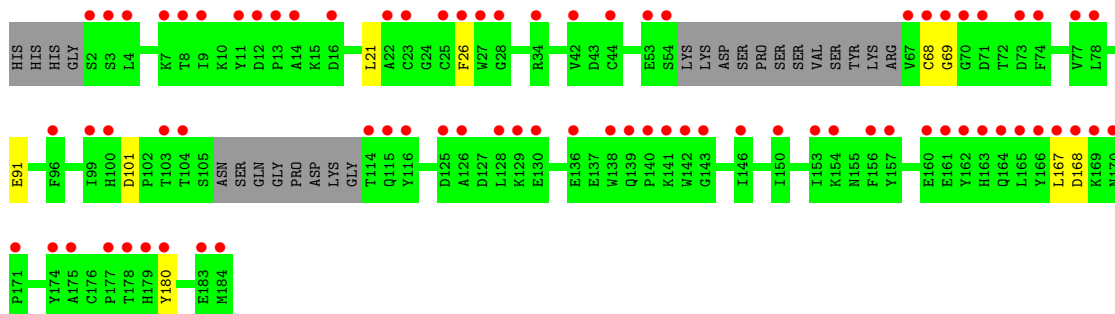 HIS HIS HIS GLY S2 S3 L4 K7 T8 I9 K10 Y11 D12 P13 A14 K15 D16 L21 A22 C23 G24 C25 F26 W27 G28 R34 V42 D43 C44 E53 S54 LYS LYS ASP SER PRO SER SER VAL SER TYR LYS ARG V67 C68 G69 G70 D71 T72 D73 F74 V77 L78
E91 F96 I99 H100 D101 P102 T103 T104 S105 ASN SER GLN GLY PRO ASP LYS GLY T114 Q115 Y116 D125 A126 D127 L128 K129 E130 E136 E137 W138 Q139 P140 K141 W142 G143 I146 I150 I153 K154 N155 F156 Y157 E160 E161 Y162 H163 Q164 L165 Y166 L167 D168 K169 N170
P171 Y174 A175 C176 P177 T178 H179 Y180 E183 M184